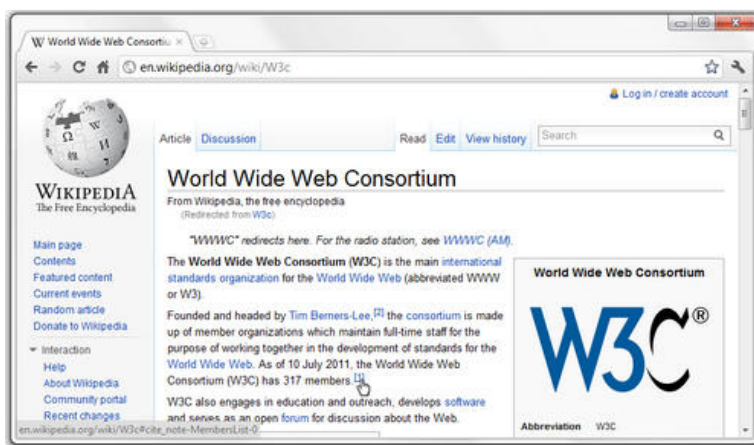 World Wide Web Consortiu
en.wikipedia.org/wiki/W3c
Log in / create account
Article Discussion Read Edit View history Search
WIKIPEDIA
The Free Encyclopedia
Main page
Contents
Featured content
Current events
Random article
Donate to Wikipedia
Interaction
Help
About Wikipedia
Community portal
Recent changes
World Wide Web Consortium
From Wikipedia, the free encyclopedia
(Redirected from W3c)
"WWWC" redirects here. For the radio station, see WWWC (AM).
The World Wide Web Consortium (W3C) is the main international
standards organization for the World Wide Web (abbreviated WWW
or W3).
Founded and headed by Tim Berners-Lee,[2] the consortium is made
up of member organizations which maintain full-time staff for the
purpose of working together in the development of standards for the
World Wide Web. As of 10 July 2011, the World Wide Web
Consortium (W3C) has 317 members.[1]
W3C also engages in education and outreach, develops software
and serves as an open forum for discussion about the Web.
World Wide Web Consortium
W3C®
Abbreviation W3C
en.wikipedia.org/wiki/W3c#cite_note-MembersList-0